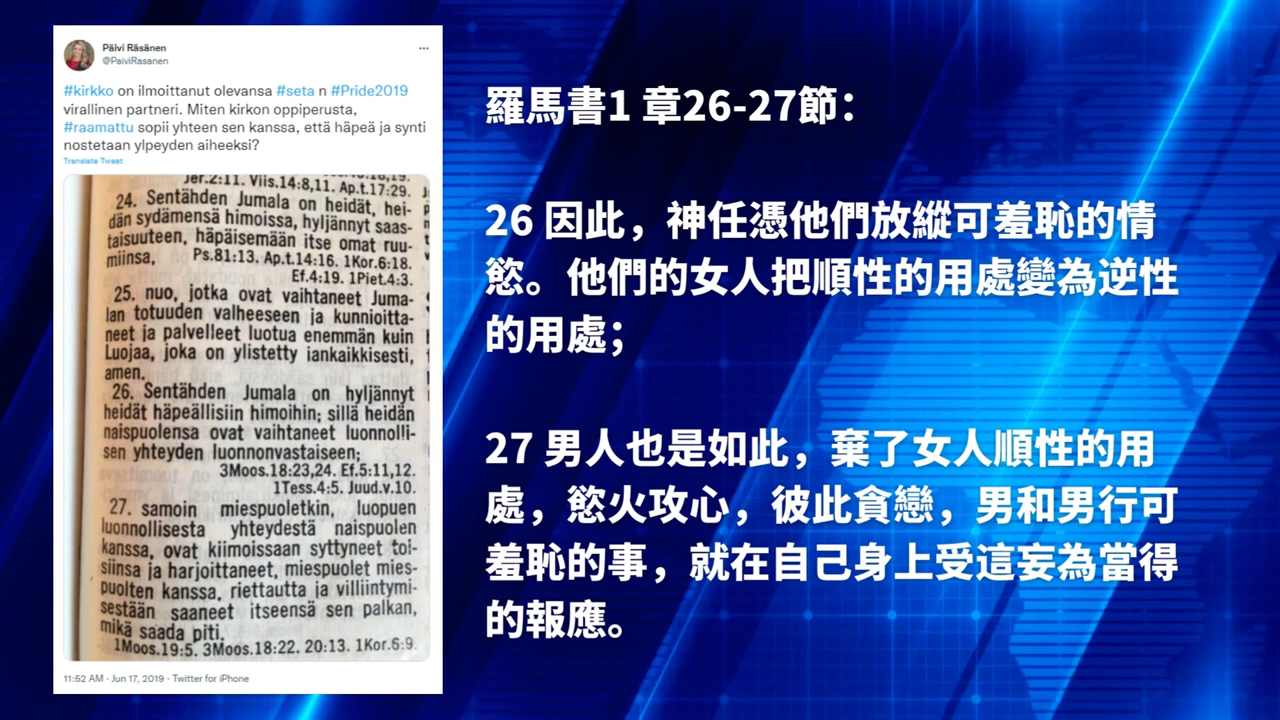 Päivi Räsänen
@PaiviRasanen
#kirkko on ilmoittanut olevansa #seta n #Pride2019
virallinen partneri. Miten kirkon oppiperusta,
#raamattu sopii yhteen sen kanssa, että häpeä ja synti
nostetaan ylpeyden aiheeksi?
Translate Tweet
Jer.2:11. Viis.14:8,11. Ap.t.17:29.
24. Sentähden Jumala on heidät, hei-
dän sydämensä himoissa, hyljännyt saas-
taisuuteen, häpäisemään itse omat ruu-
miinsa, Ps.81:13. Ap.t.14:16. 1Kor.6:18.
Ef.4:19. 1Piet.4:3.
25. nuo, jotka ovat vaihtaneet Juma-
lan totuuden valheeseen ja kunnioitta-
neet ja palvelleet luotua enemmän kuin
Luojaa, joka on ylistetty iankaikkisesti,
amen.
26. Sentähden Jumala on hyljännyt
heidät häpeällisiin himoihin; sillä heidän
naispuolensa ovat vaihtaneet luonnolli-
sen yhteyden luonnonvastaiseen;
3Moos.18:23,24. Ef.5:11,12.
1Tess.4:5. Juud.v.10.
27. samoin miespuoletkin, luopuen
luonnollisesta yhteydestä naispuolen
kanssa, ovat kiimoissaan syttyneet toi-
siinsa ja harjoittaneet, miespuolet mies-
puolten kanssa, riettautta ja villiintymi-
sestään saaneet itseensä sen palkan,
mikä saada piti.
1Moos.19:5. 3Moos.18:22. 20:13. 1Kor.6:9.
11:52 AM · Jun 17, 2019 · Twitter for iPhone
羅馬書1 章26-27節：
26 因此，神任憑他們放縱可羞恥的情
慾。他們的女人把順性的用處變為逆性
的用處；
27 男人也是如此，棄了女人順性的用
處，慾火攻心，彼此貪戀，男和男行可
羞恥的事，就在自己身上受這妄為當得
的報應。